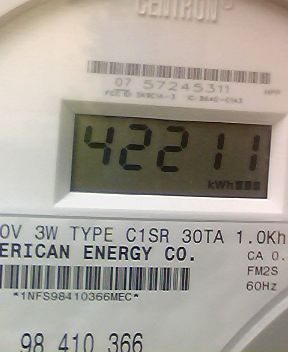 CENTRON®
07 57245311
42211
kWh
0V 3W TYPE C1SR 30TA 1.0Kh
ERICAN ENERGY CO.
CA 0.
FM2S
60Hz
*1NFS98410366MEC*
98 410 366